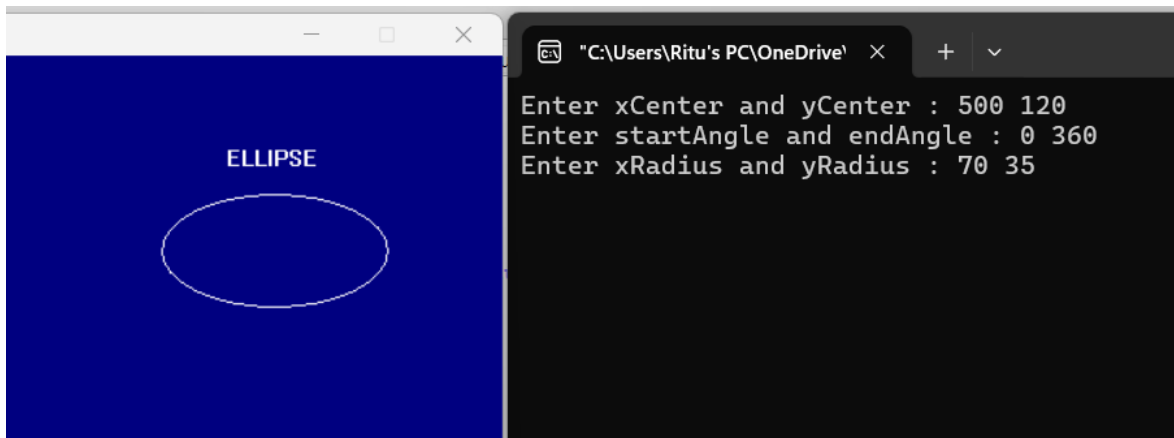 ELLIPSE
"C:\Users\Ritu's PC\OneDrive\
Enter xCenter and yCenter : 500 120
Enter startAngle and endAngle : 0 360
Enter xRadius and yRadius : 70 35